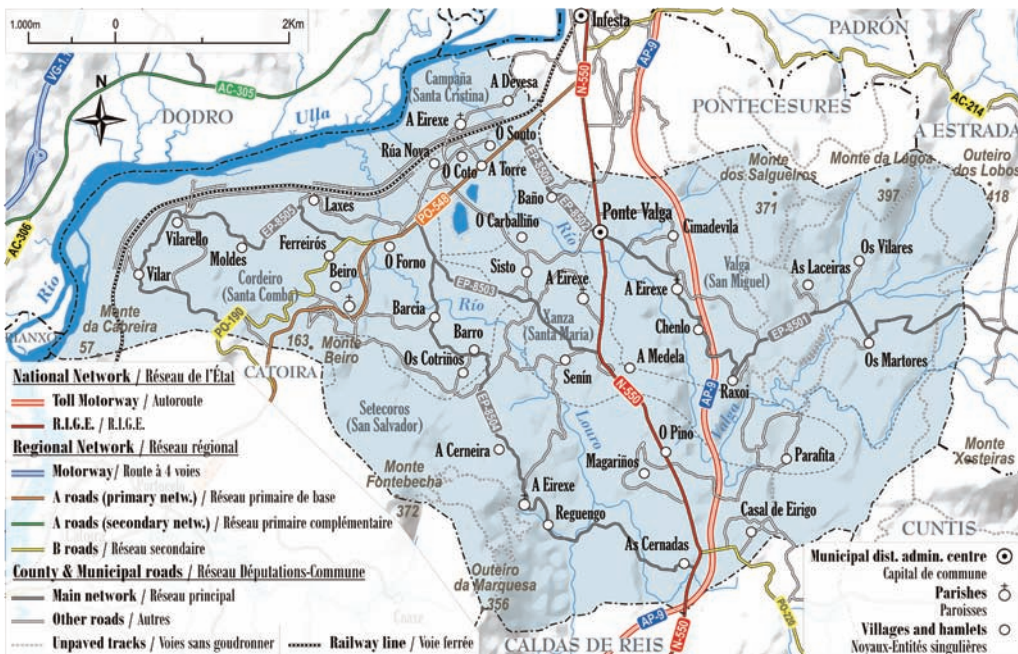 1.000m
0
2Km
Infesta
PADRÓN
VG-1.
AC-305
N
DODRO
Ulla
Campaña
(Santa Cristina)
A Devesa
N-550
AP-9
PONTECESURES
AC-214
A ESTRADA
A Eirexe
O Souto
Rúa Nova
O Coto
A Torre
EP-8506
Monte
dos Salgueiros
371
Monte da Lagoa
397
Outeiro
dos Lobos
418
AC-306
EP-8505
Laxes
PO-548
Baño
EP-8502
Río
Ponte Valga
Cimadevila
Vilarello
Moldes
Ferreirós
O Carballiño
Os Vilares
Vilar
Cordeiro
(Santa Comba)
Beiro
O Forno
Sisto
A Eirexe
A Eirexe
Valga
(San Miguel)
As Laceiras
Río
EP-8503
Río
Monte
da Cabreira
57
PO-190
163
Monte
Beiro
Barcia
Barro
Xanza
(Santa María)
Chenlo
EP-8501
RIANXO
CATOIRA
Os Cotriños
Senín
A Medela
Os Martores
Raxoi
Setecoros
(San Salvador)
EP-8504
N-550
AP-9
Valga
Louro
O Pino
Monte
Xesteiras
A Cerneira
Magariños
Parafita
Monte
Fontebecha
372
A Eirexe
Reguengo
Casal de Eirigo
CUNTIS
As Cernadas
Outeiro
da Marquesa
356
PO-228
CALDAS DE REIS
AP-9
N-550
National Network / Réseau de l'État
Toll Motorway / Autoroute
R.I.G.E. / R.I.G.E.
Regional Network / Réseau régional
Motorway / Route à 4 voies
A roads (primary netw.) / Réseau primaire de base
A roads (secondary netw.) / Réseau primaire complémentaire
B roads / Réseau secondaire
County & Municipal roads / Réseau Députations-Commune
Main network / Réseau principal
Other roads / Autres
Unpaved tracks / Voies sans goudronner
Railway line / Voie ferrée
Municipal dist. admin. centre
Capital de commune
Parishes
Paroisses
Villages and hamlets
Noyaux-Entités singulières